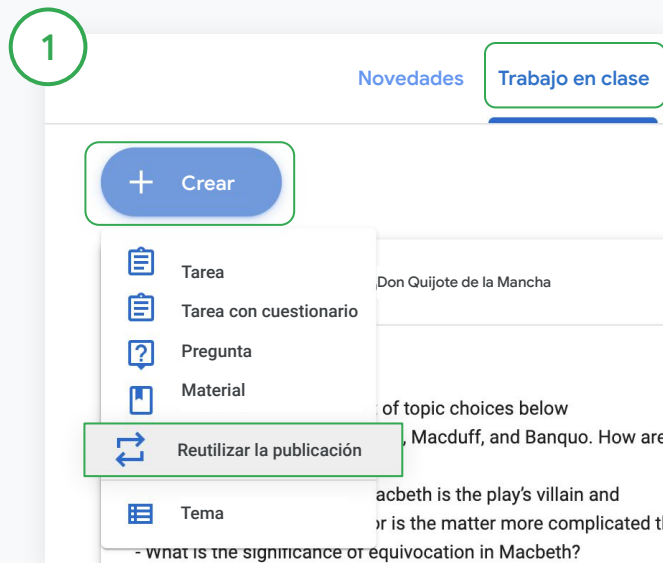 1
Novedades
Trabajo en clase
Crear
Tarea
Don Quijote de la Mancha
Tarea con cuestionario
Pregunta
Material
of topic choices below
Reutilizar la publicación
, Macduff, and Banquo. How are
acbeth is the play's villain and
Tema
or is the matter more complicated t
- What is the significance of equivocation in Macbeth?